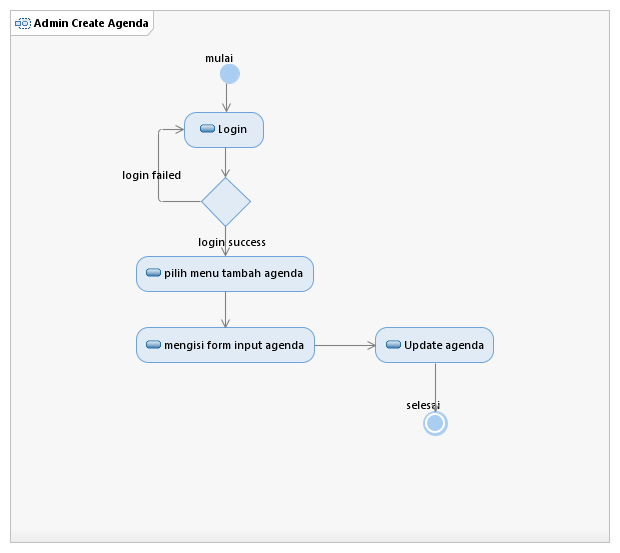 Admin Create Agenda
mulai
Login
login failed
login success
pilih menu tambah agenda
mengisi form input agenda
Update agenda
selesai